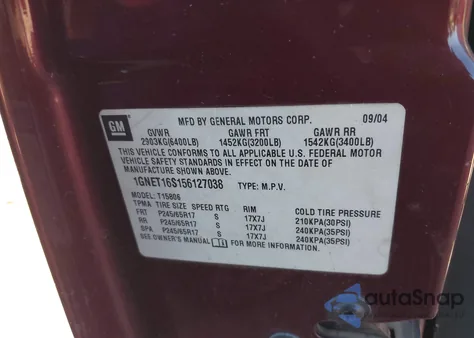 GM
MFD BY GENERAL MOTORS CORP. 09/04
GVWR GAWR FRT GAWR RR
2903KG(6400LB) 1452KG(3200LB) 1542KG(3400LB)
THIS VEHICLE CONFORMS TO ALL APPLICABLE U.S. FEDERAL MOTOR
VEHICLE SAFETY STANDARDS IN EFFECT ON THE DATE OF
MANUFACTURE SHOWN ABOVE.
1GNET16S156127038 TYPE: M.P.V.
MODEL: T15806
TPMA TIRE SIZE SPEED RTG RIM COLD TIRE PRESSURE
FRT P245/65R17 S 17X7J 210KPA(30PSI)
RR P245/65R17 S 17X7J 240KPA(35PSI)
SPA P245/65R17 S 17X7J 240KPA(35PSI)
SEE OWNER'S MANUAL FOR MORE INFORMATION.
autoSnap